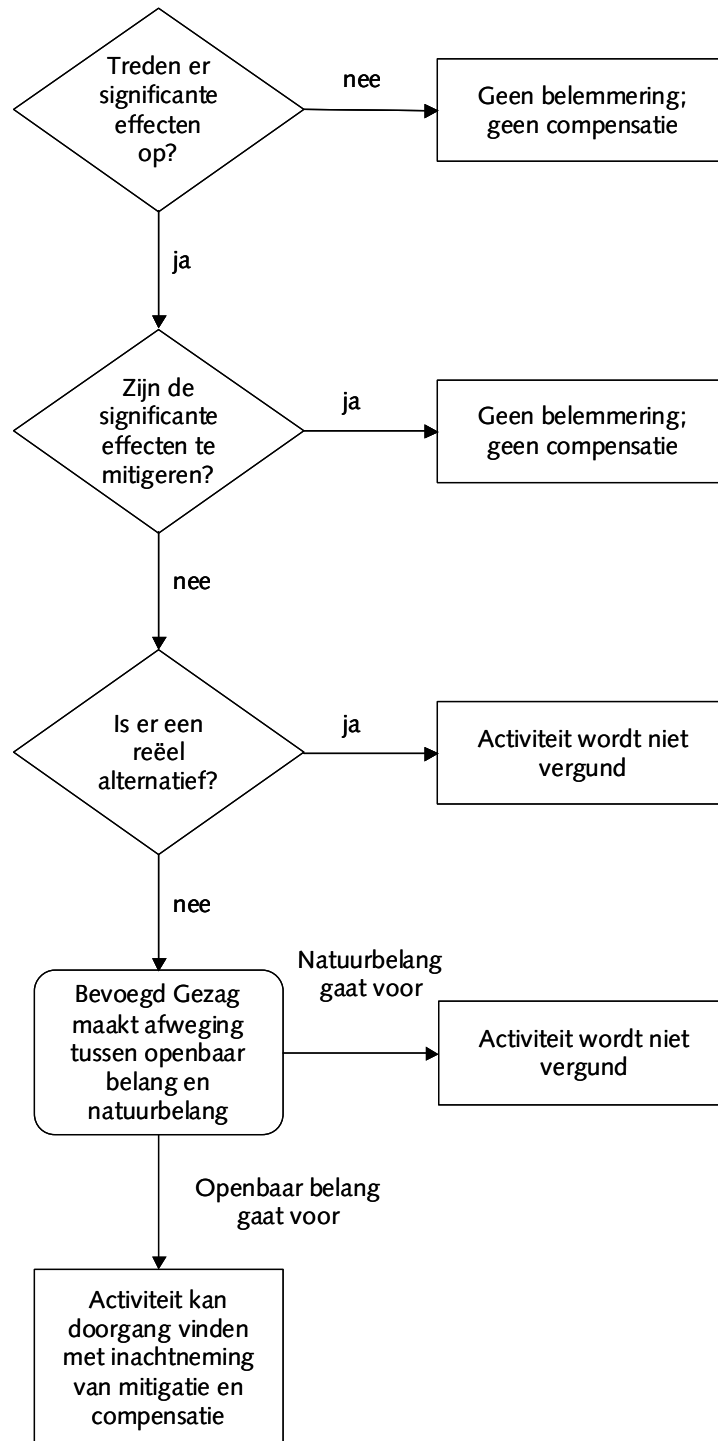 Treden er
significante
effecten
op?
nee
Geen belemmering;
geen compensatie
ja
Zijn de
significante
effecten te
mitigeren?
ja
Geen belemmering;
geen compensatie
nee
Is er een
reëel
alternatief?
ja
Activiteit wordt niet
vergund
nee
Bevoegd Gezag
maakt afweging
tussen openbaar
belang en
natuurbelang
Natuurbelang
gaat voor
Activiteit wordt niet
vergund
Openbaar belang
gaat voor
Activiteit kan
doorgang vinden
met inachtneming
van mitigatie en
compensatie